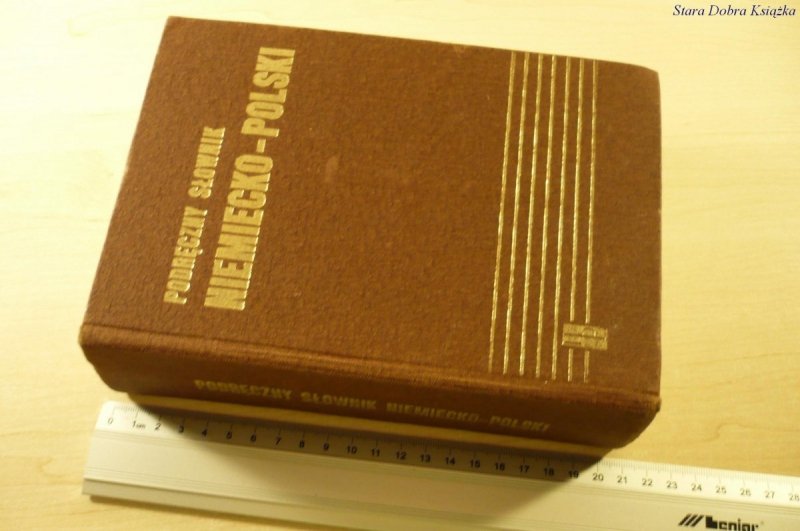 Stara Dobra Książka
PODRĘCZNY SŁOWNIK
NIEMIECKO-POLSKI
PODRĘCZNY SŁOWNIK NIEMIECKO-POLSKI
0 1cm 2 3 4 5 6 7 8 9 10 11 12 13 14 15 16 17 18 19 20 21 22 23 24 25 26 27 28
Leniar